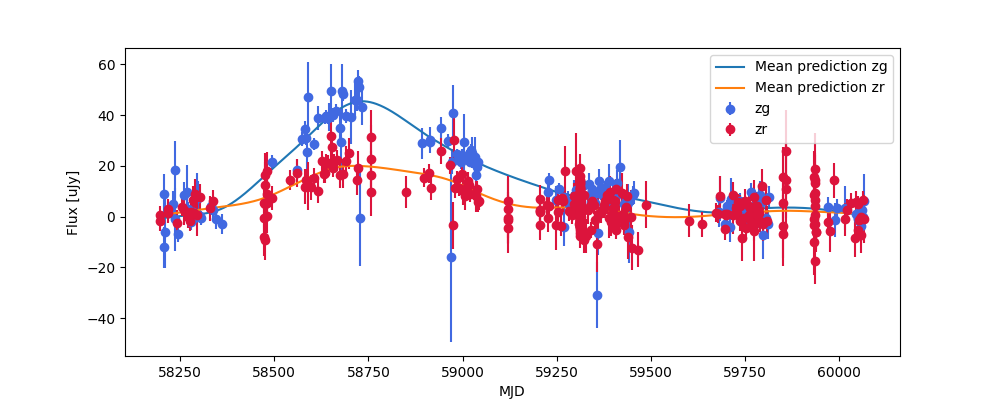 60
40
20
0
−20
−40
Flux [uJy]
58250
58500
58750
59000
59250
59500
59750
60000
MJD
Mean prediction zg
Mean prediction zr
zg
zr